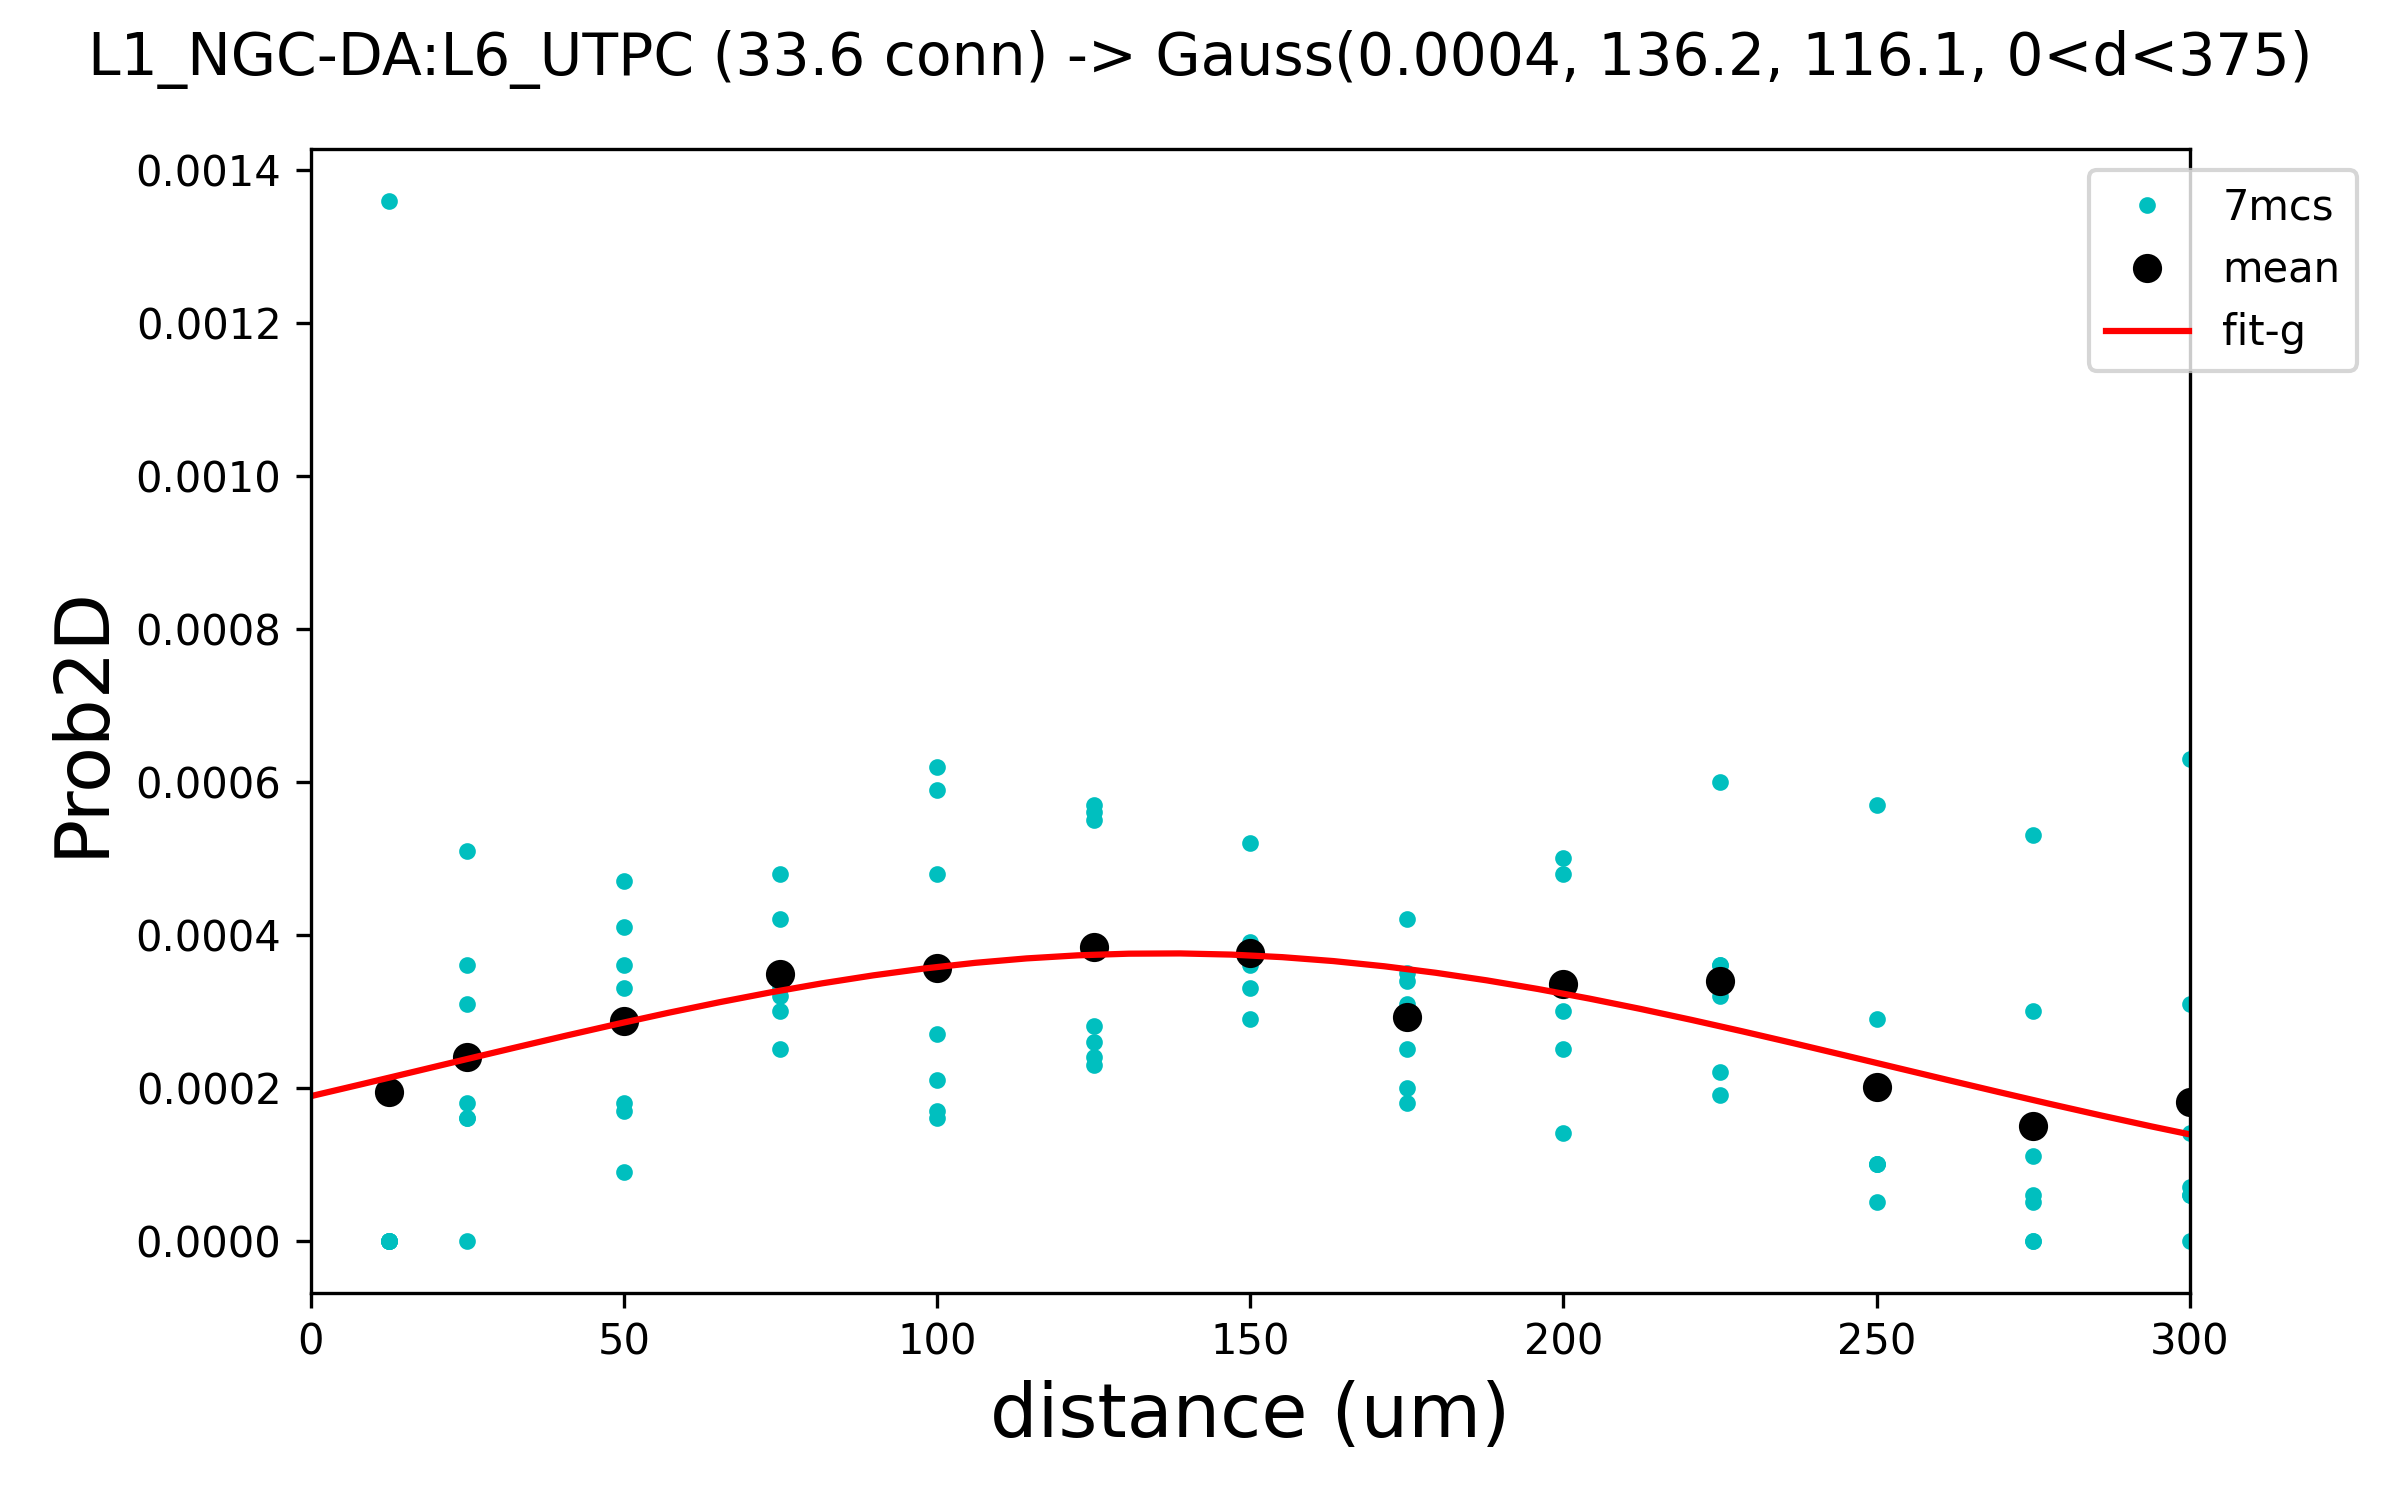 L1_NGC-DA:L6_UTPC (33.6 conn) -> Gauss(0.0004, 136.2, 116.1, 0<d<375)
0.0014
0.0012
0.0010
0.0008
0.0006
0.0004
0.0002
0.0000
Prob2D
7mcs
mean
fit-g
0 50 100 150 200 250 300
distance (um)